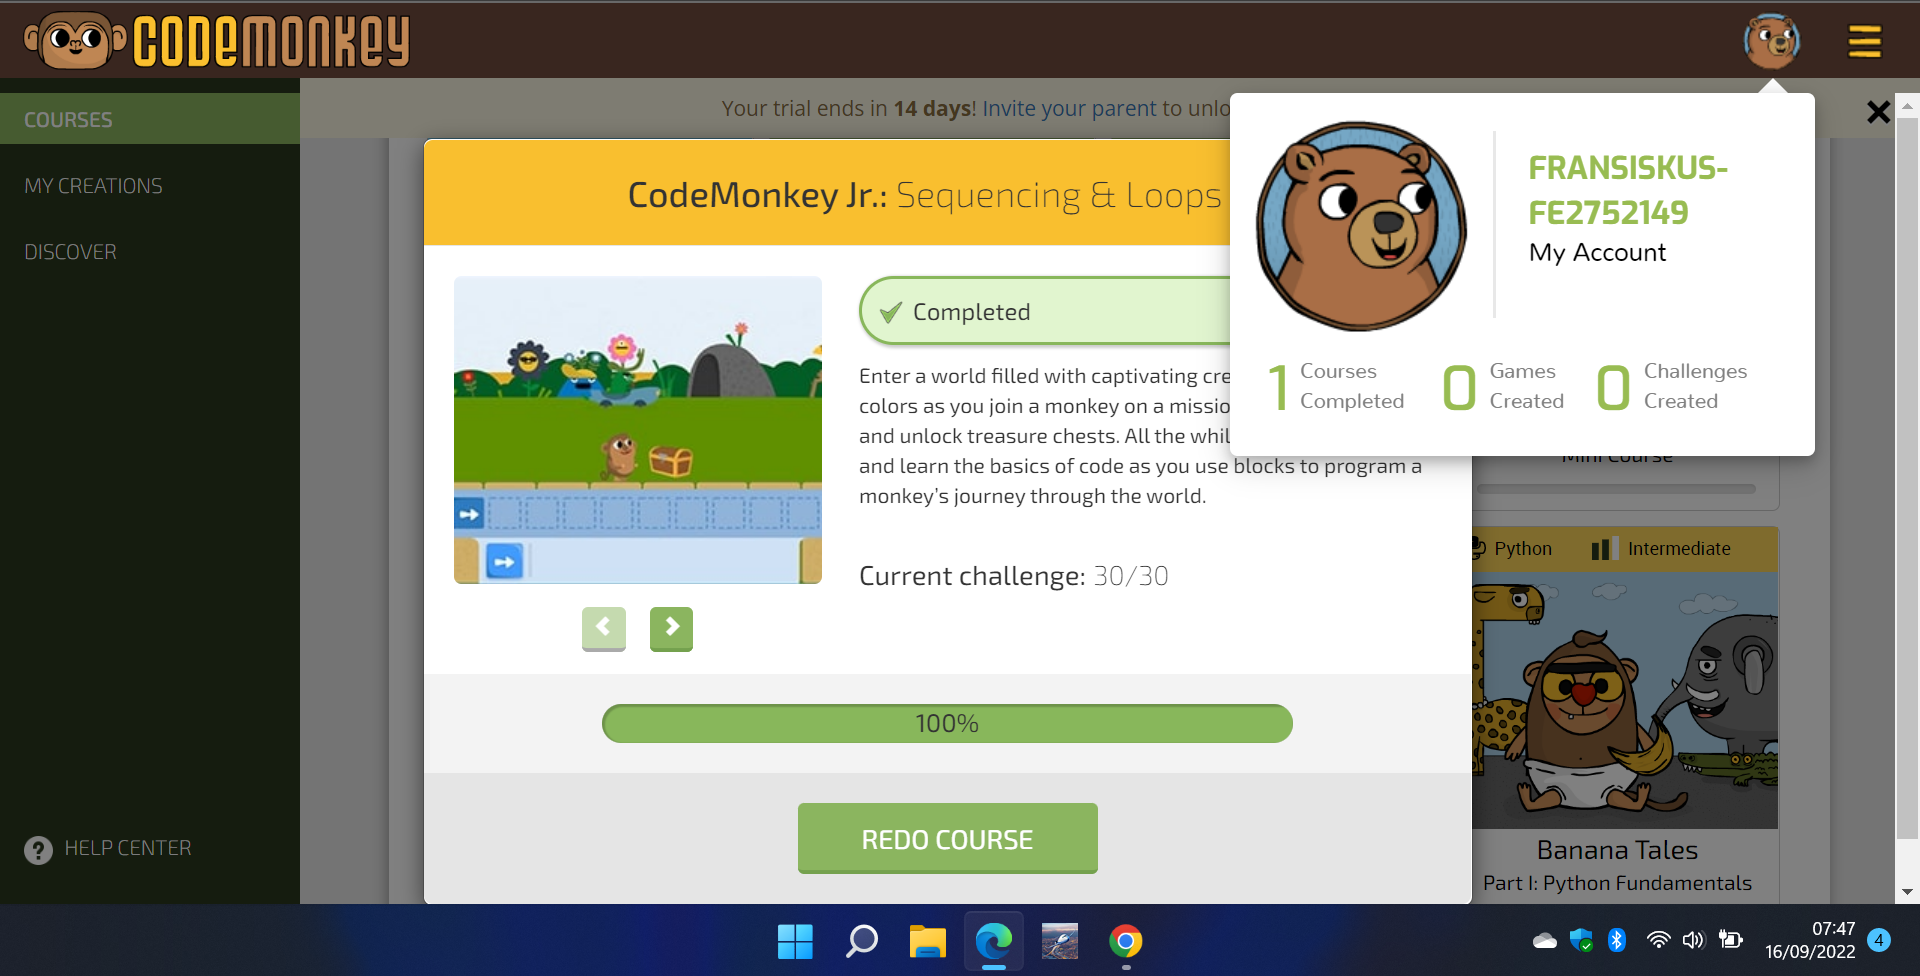 CODEMONKEY
COURSES
MY CREATIONS
DISCOVER
HELP CENTER
Your trial ends in 14 days! Invite your parent to unlo
CodeMonkey Jr.: Sequencing & Loops
Completed
Enter a world filled with captivating cre
colors as you join a monkey on a missio
and unlock treasure chests. All the whil
and learn the basics of code as you use blocks to program a
monkey’s journey through the world.
Current challenge: 30/30
100%
REDO COURSE
FRANSISKUS-
FE2752149
My Account
1 Courses Completed
0 Games Created
0 Challenges Created
Mini Course
Python Intermediate
Banana Tales
Part I: Python Fundamentals
07:47
16/09/2022
4